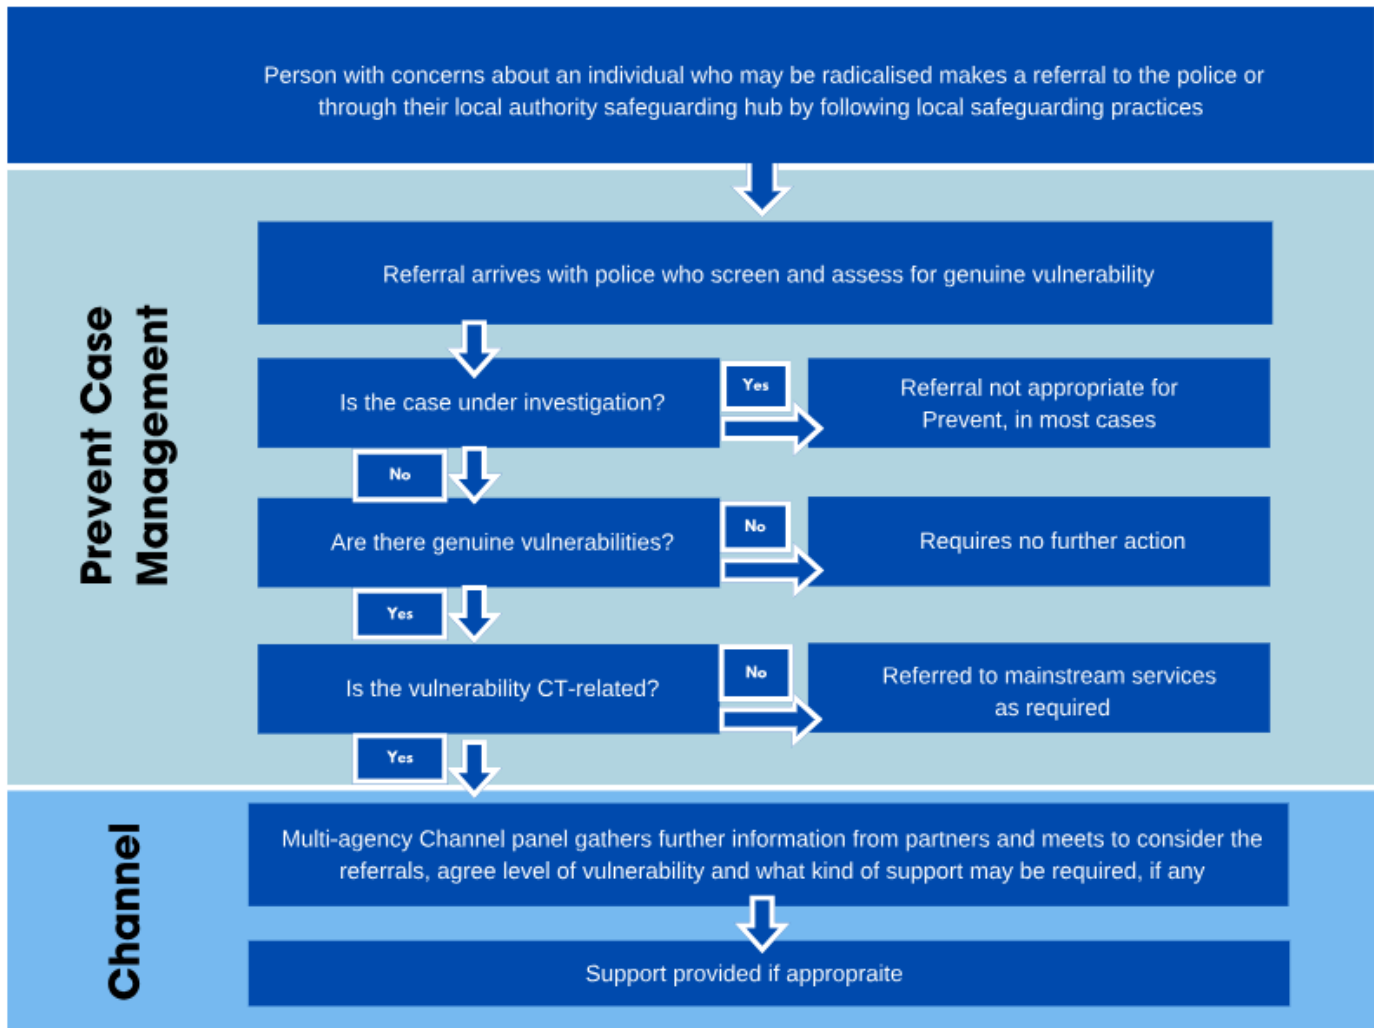 Person with concerns about an individual who may be radicalised makes a referral to the police or
through their local authority safeguarding hub by following local safeguarding practices
Prevent Case
Management
Referral arrives with police who screen and assess for genuine vulnerability
Is the case under investigation?
Yes
Referral not appropriate for
Prevent, in most cases
No
Are there genuine vulnerabilities?
No
Requires no further action
Yes
Is the vulnerability CT-related?
No
Referred to mainstream services
as required
Yes
Channel
Multi-agency Channel panel gathers further information from partners and meets to consider the
referrals, agree level of vulnerability and what kind of support may be required, if any
Support provided if appropraite